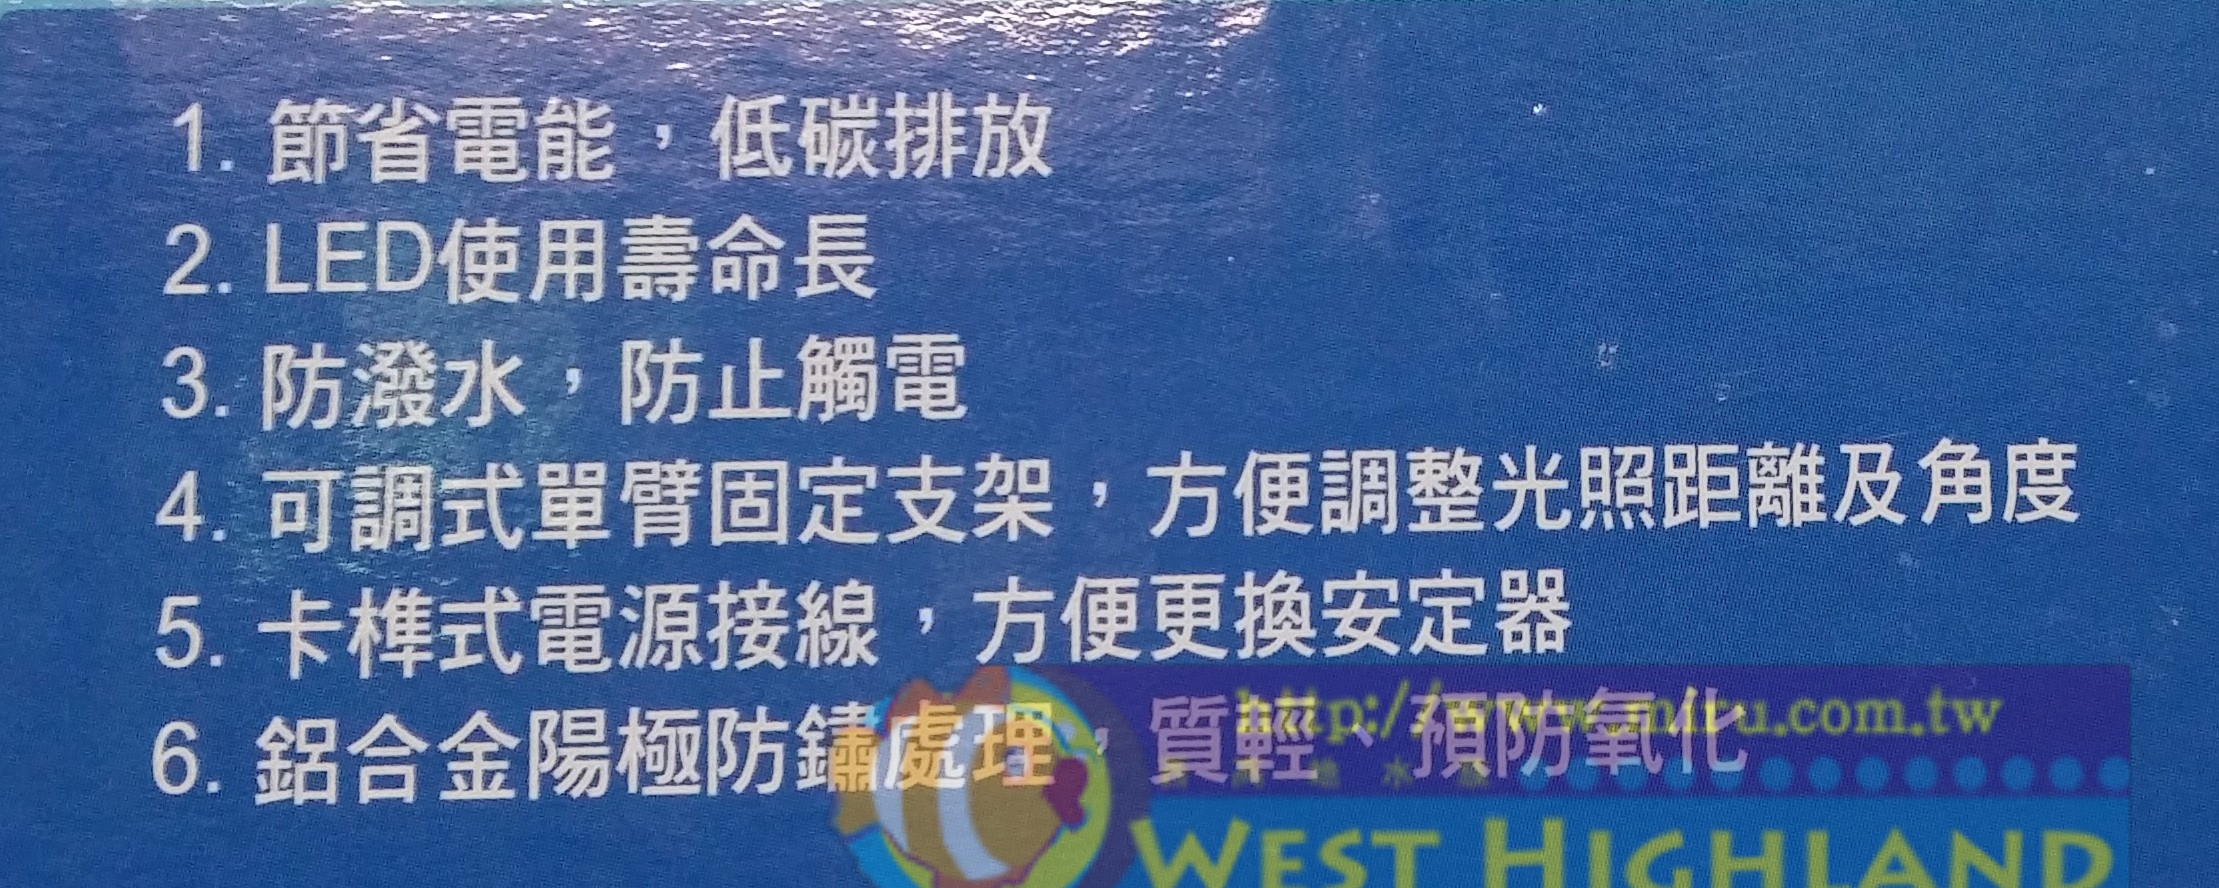 1. 節省電能，低碳排放
2. LED使用壽命長
3. 防潑水，防止觸電
4. 可調式單臂固定支架，方便調整光照距離及角度
5. 卡榫式電源接線，方便更換安定器
6. 鋁合金陽極防鏽處理，質輕、預防氧化
http://www.miru.com.tw
WEST HIGHLAND